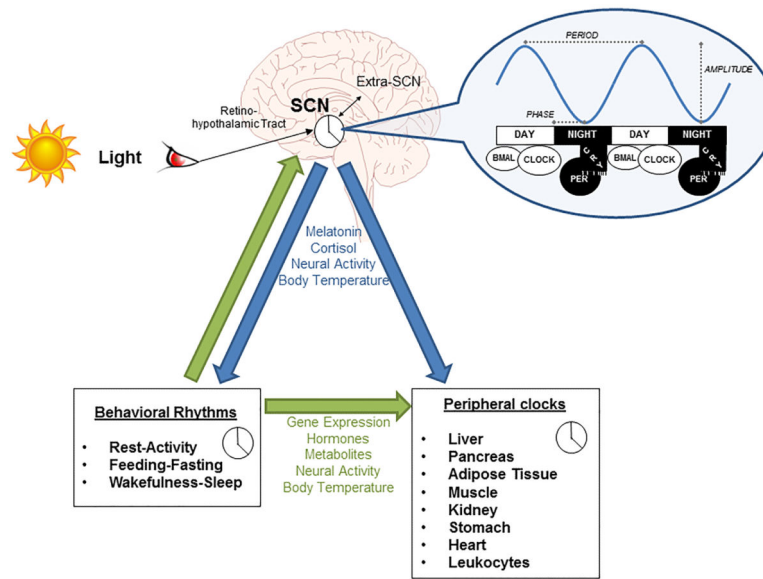 PERIOD
AMPLITUDE
PHASE
DAY NIGHT DAY NIGHT
BMAL CLOCK CRY PER BMAL CLOCK CRY PER
Extra-SCN
SCN
Retino-
hypothalamic Tract
Light
Melatonin
Cortisol
Neural Activity
Body Temperature
Behavioral Rhythms
• Rest-Activity
• Feeding-Fasting
• Wakefulness-Sleep
Gene Expression
Hormones
Metabolites
Neural Activity
Body Temperature
Peripheral clocks
• Liver
• Pancreas
• Adipose Tissue
• Muscle
• Kidney
• Stomach
• Heart
• Leukocytes